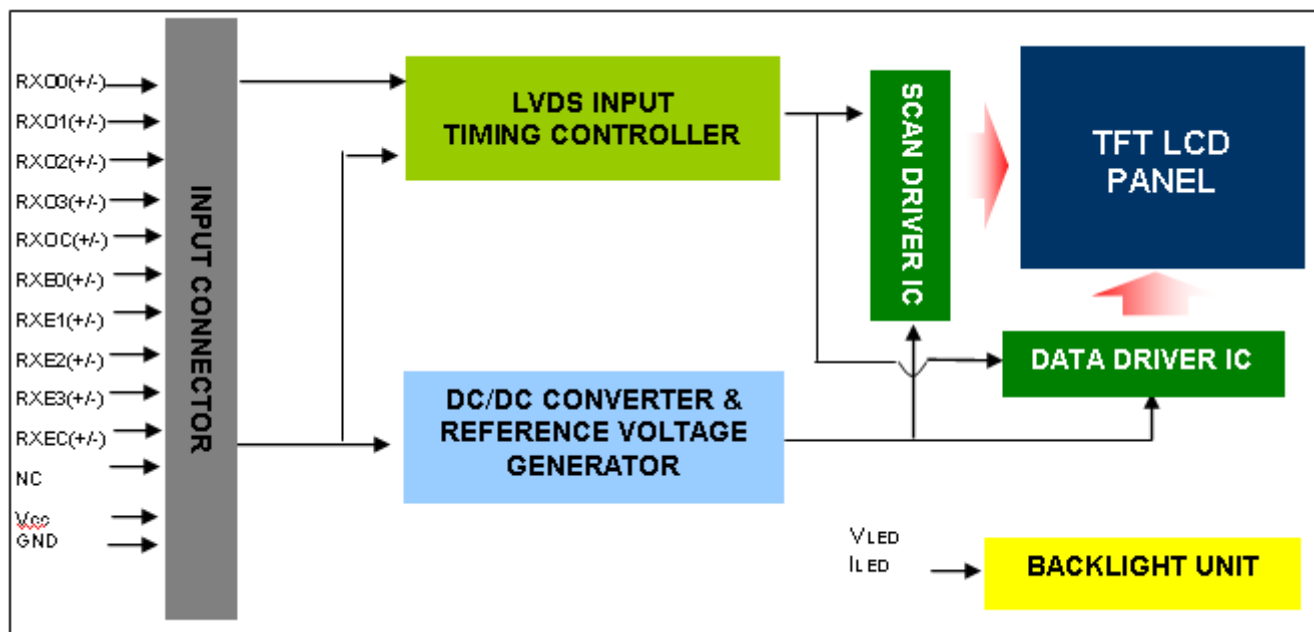 RXO0(+/-)
RXO1(+/-)
RXO2(+/-)
RXO3(+/-)
RXOC(+/-)
RXE0(+/-)
RXE1(+/-)
RXE2(+/-)
RXE3(+/-)
RXEC(+/-)
NC
Vcc
GND
INPUT CONNECTOR
LVDS INPUT
TIMING CONTROLLER
DC/DC CONVERTER &
REFERENCE VOLTAGE
GENERATOR
SCAN DRIVER IC
TFT LCD
PANEL
DATA DRIVER IC
VLED
ILED
BACKLIGHT UNIT